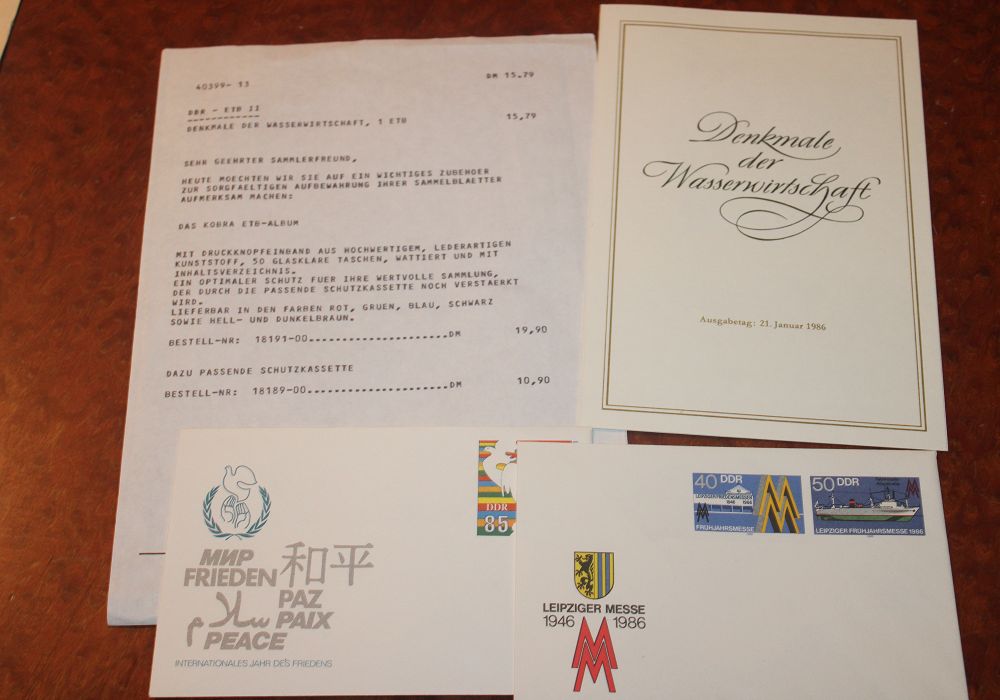 40399- 13 DM 15,79
DBR - ETB 11
DENKMALE DER WASSERWIRTSCHAFT, 1 ETB 15,79
SEHR GEEHRTER SAMMLERFREUND,
HEUTE MOECHTEN WIR SIE AUF EIN WICHTIGES ZUBEHOER
ZUR SORGFAELTIGEN AUFBEWAHRUNG IHRER SAMMELBLAETTER
AUFMERKSAM MACHEN:
DAS KOBRA ETB-ALBUM
MIT DRUCKKNOPFEINBAND AUS HOCHWERTIGEM, LEDERARTIGEN
KUNSTSTOFF, 50 GLASKLARE TASCHEN, WATTIERT UND MIT
INHALTSVERZEICHNIS.
EIN OPTIMALER SCHUTZ FUER IHRE WERTVOLLE SAMMLUNG,
DER DURCH DIE PASSENDE SCHUTZKASSETTE NOCH VERSTAERKT
WIRD.
LIEFERBAR IN DEN FARBEN ROT, GRUEN, BLAU, SCHWARZ
SOWIE HELL- UND DUNKELBRAUN.
BESTELL-NR: 18191-00......................DM 19,90
DAZU PASSENDE SCHUTZKASSETTE
BESTELL-NR: 18189-00......................DM 10,90
Denkmale
der
Wasserwirtschaft
Ausgabetag: 21. Januar 1986
МИР
FRIEDEN 和平
سلام PAZ
PAIX
PEACE
INTERNATIONALES JAHR DES FRIEDENS
DDR
85
40 DDR
LEIPZIGER FRIEDENSMESSEN
1946 1986
FRÜHJAHRSMESSE
50 DDR
LEIPZIGER FRÜHJAHRSMESSE 1986
LEIPZIGER MESSE
1946 1986